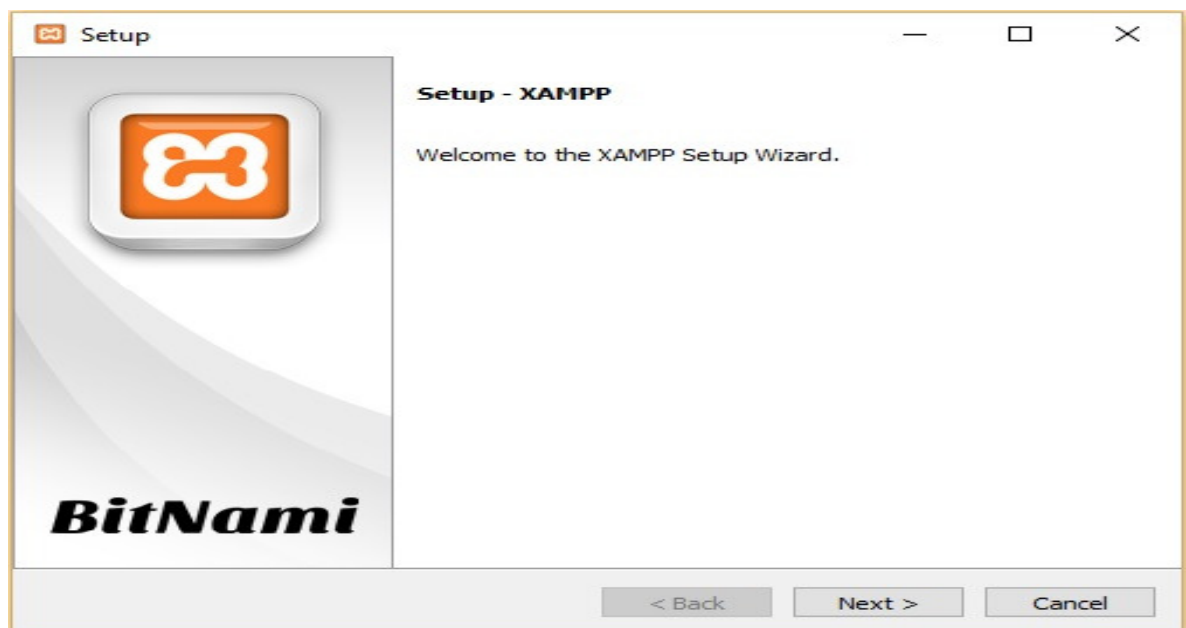 Setup
Setup - XAMPP
Welcome to the XAMPP Setup Wizard.
BitNami
< Back
Next >
Cancel